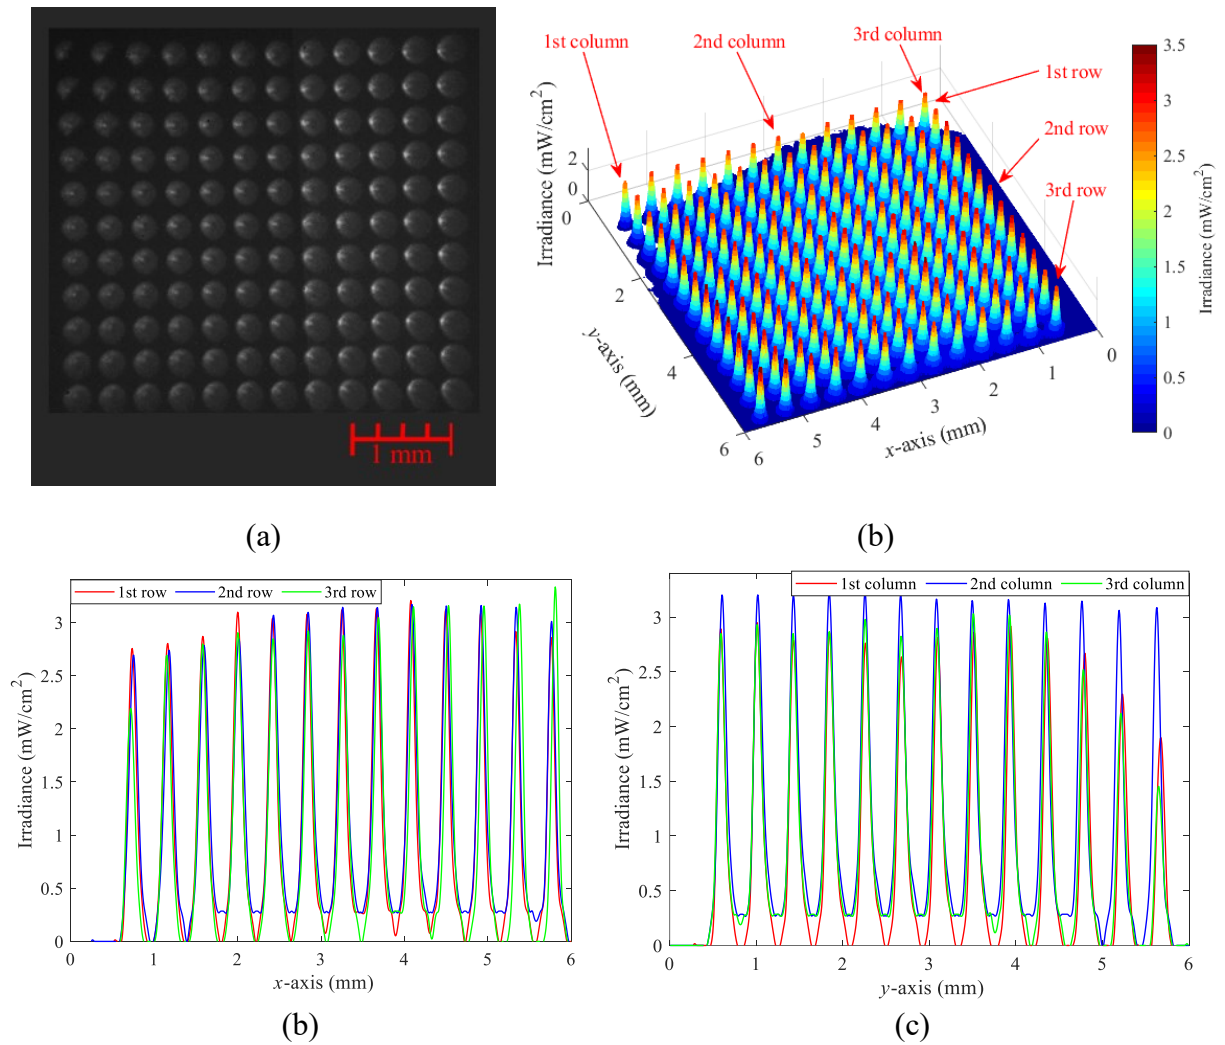 1 mm
(a)
1st column
2nd column
3rd column
1st row
2nd row
3rd row
Irradiance (mW/cm²)
2
0
0
2
4
6
y-axis (mm)
6
5
4
3
2
1
0
x-axis (mm)
3.5
3
2.5
2
1.5
1
0.5
0
Irradiance (mW/cm²)
(b)
1st row 2nd row 3rd row
3
2.5
2
1.5
1
0.5
0
Irradiance (mW/cm²)
0 1 2 3 4 5 6
x-axis (mm)
(b)
1st column 2nd column 3rd column
3
2.5
2
1.5
1
0.5
0
Irradiance (mW/cm²)
0 1 2 3 4 5 6
y-axis (mm)
(c)